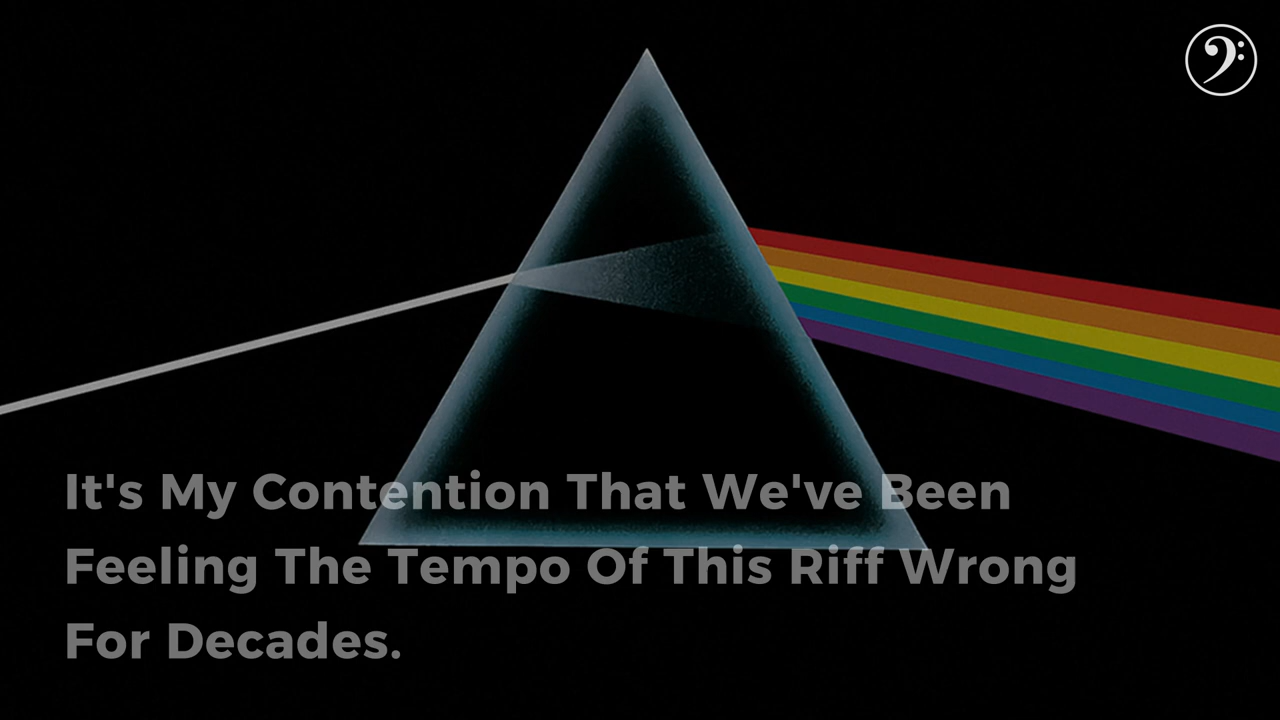 It's My Contention That We've Been
Feeling The Tempo Of This Riff Wrong
For Decades.